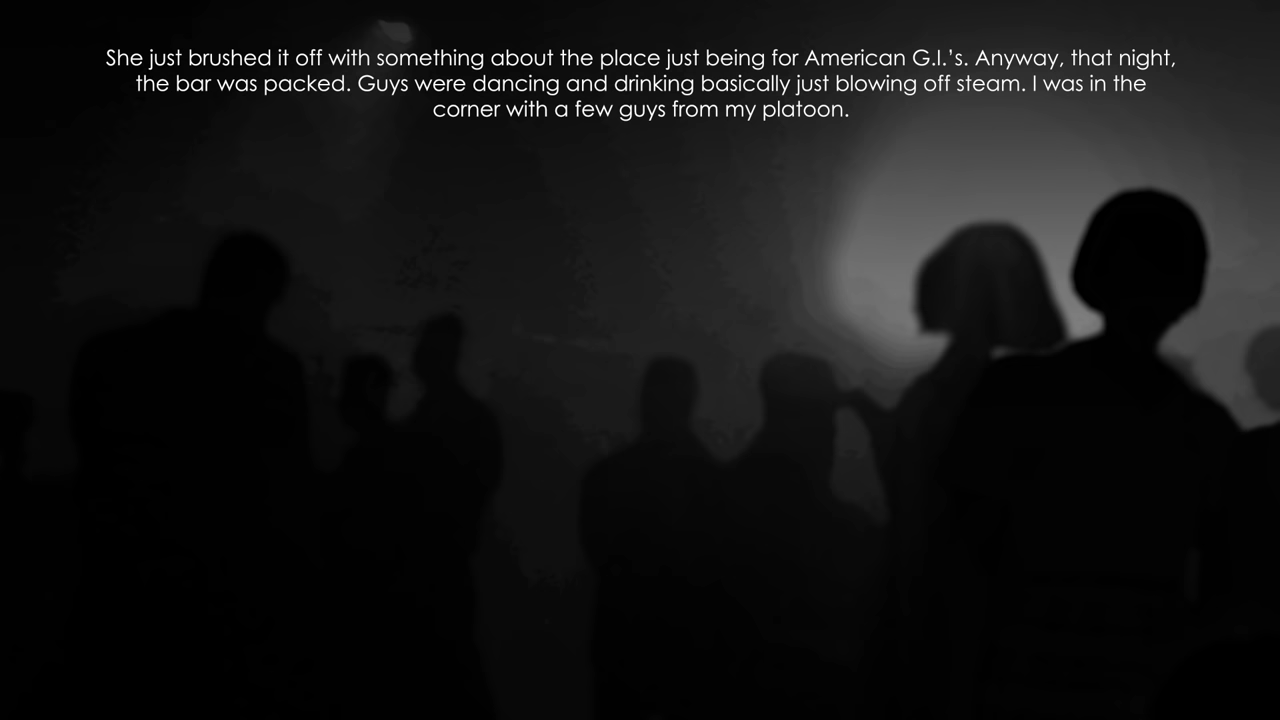 She just brushed it off with something about the place just being for American G.I.'s. Anyway, that night,
the bar was packed. Guys were dancing and drinking basically just blowing off steam. I was in the
corner with a few guys from my platoon.